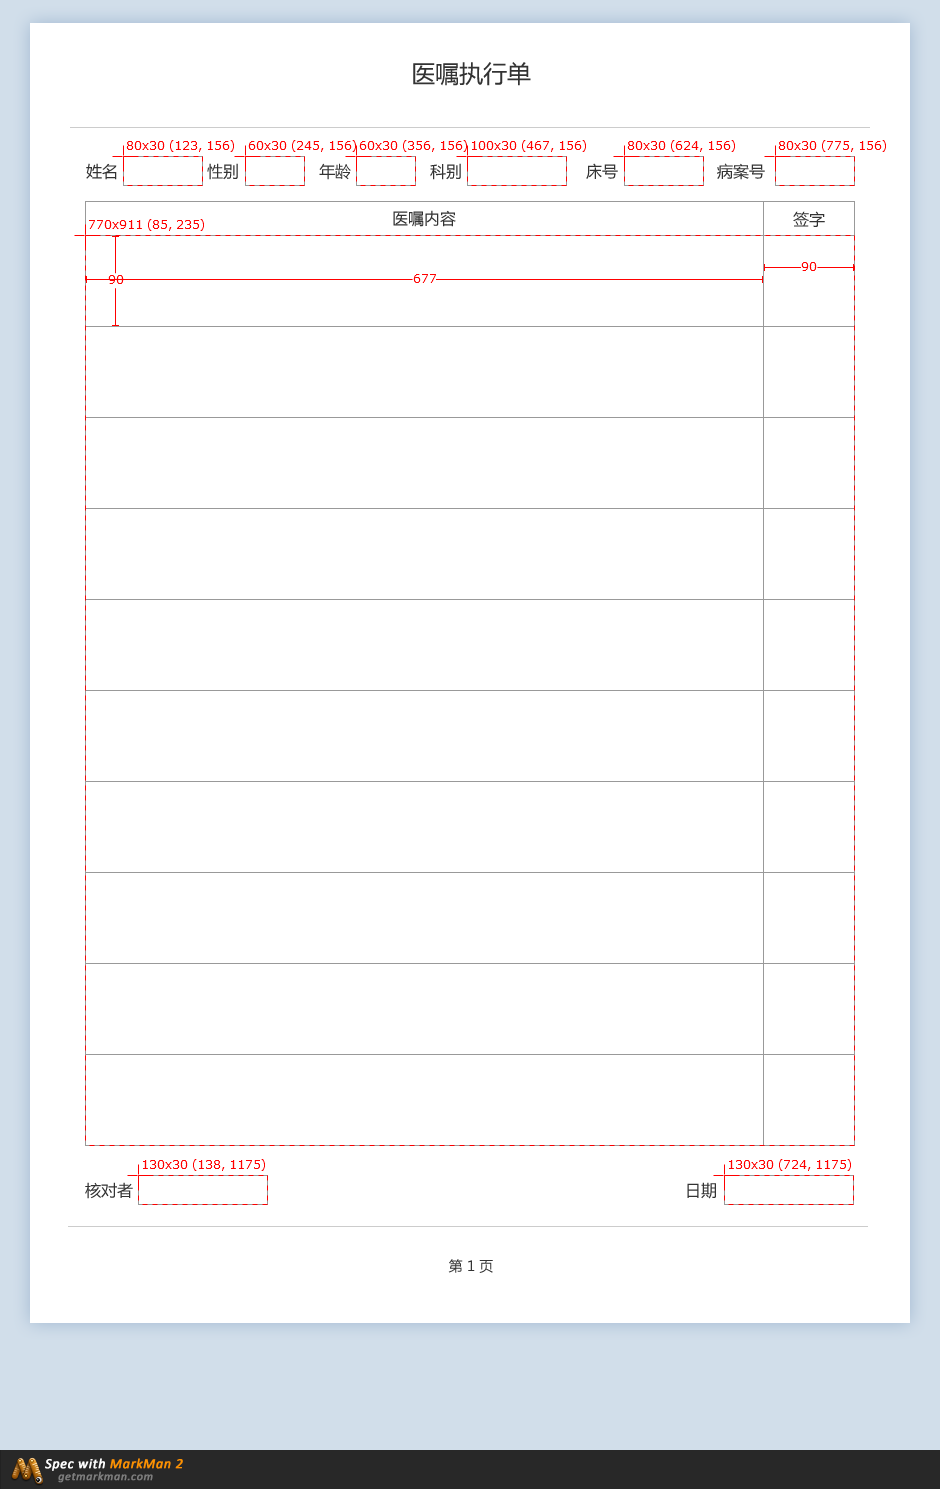 医嘱执行单
80x30 (123, 156) 60x30 (245, 156) 60x30 (356, 156) 100x30 (467, 156) 80x30 (624, 156) 80x30 (775, 156)
姓名 性别 年龄 科别 床号 病案号
医嘱内容 签字
770x911 (85, 235)
90
90 677
130x30 (138, 1175) 130x30 (724, 1175)
核对者 日期
第 1 页
Spec with MarkMan 2
getmarkman.com